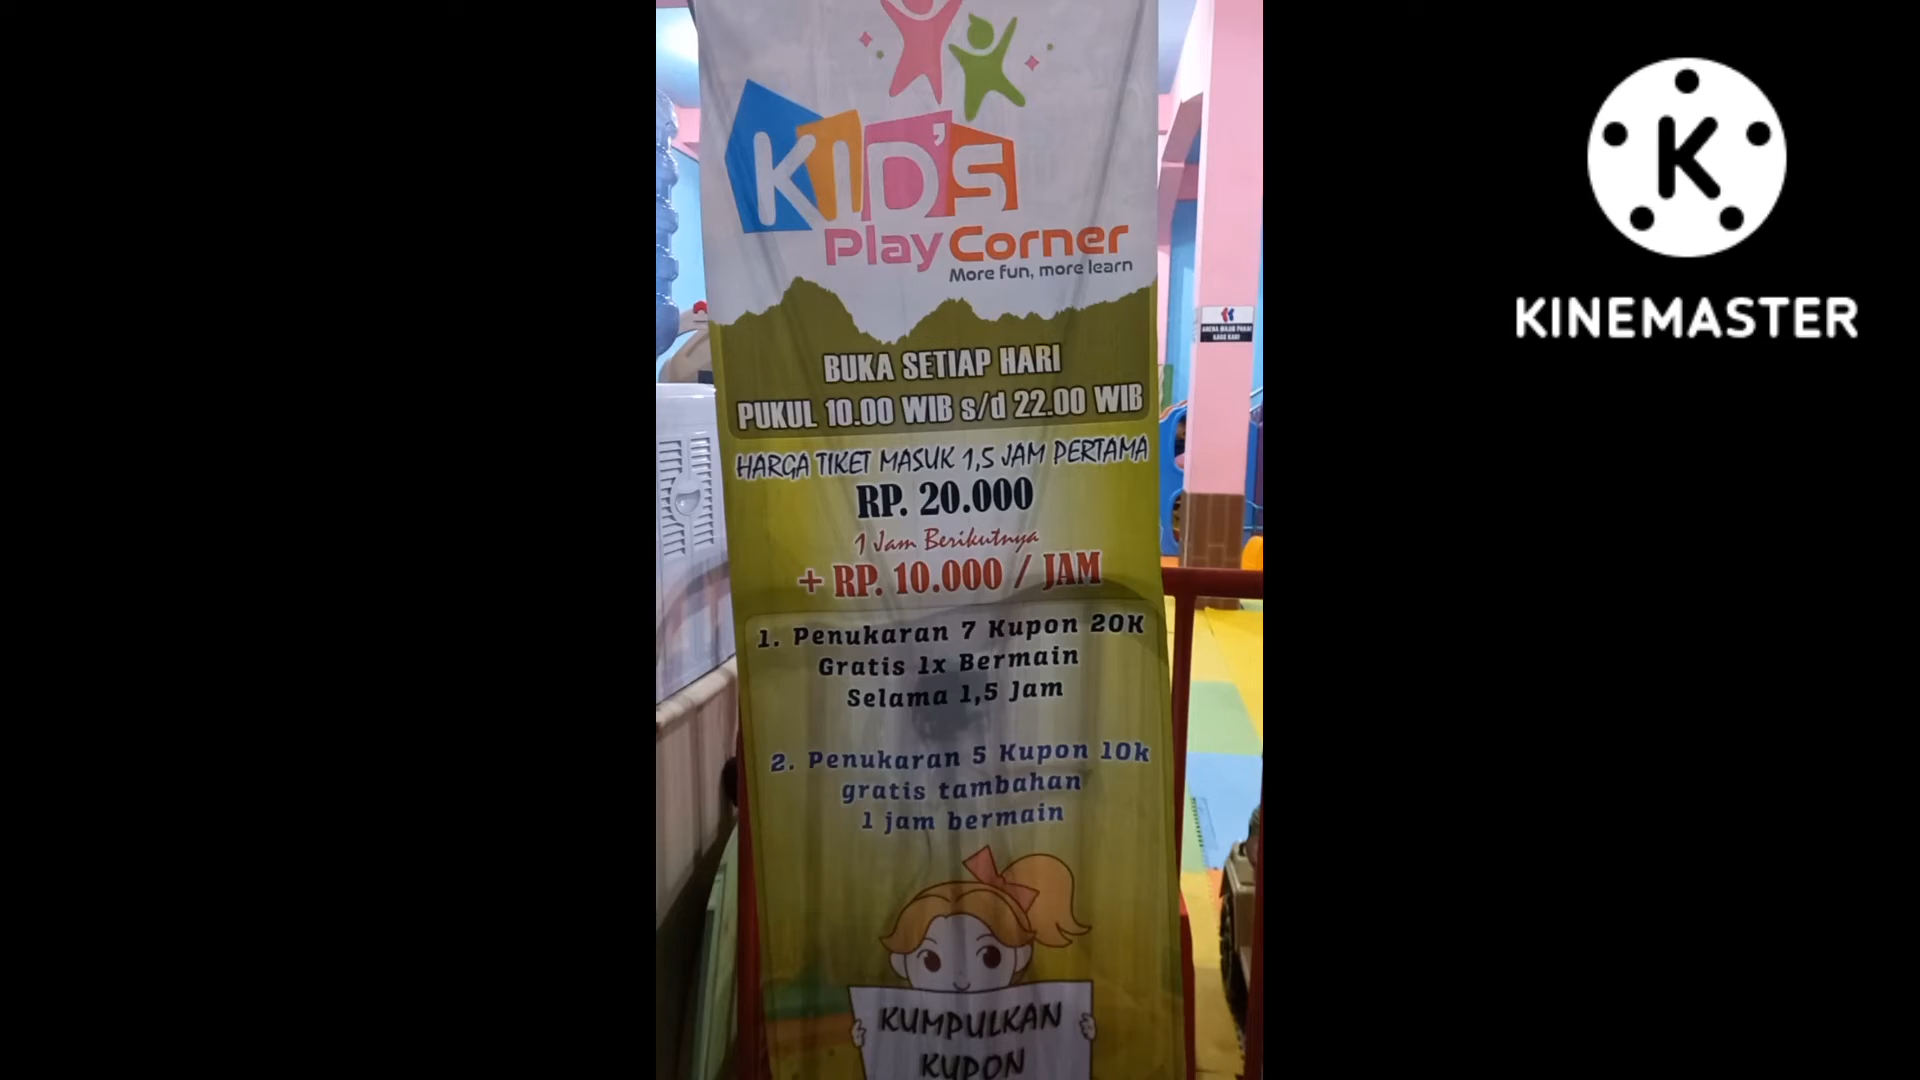 KID'S
Play Corner
More fun, more learn
BUKA SETIAP HARI
PUKUL 10.00 WIB s/d 22.00 WIB
HARGA TIKET MASUK 1,5 JAM PERTAMA
RP. 20.000
1 Jam Berikutnya
+ RP. 10.000 / JAM
1. Penukaran 7 Kupon 20K
Gratis 1x Bermain
Selama 1,5 Jam
2. Penukaran 5 Kupon 10k
gratis tambahan
1 jam bermain
KUMPULKAN
KUPON
K
KINEMASTER